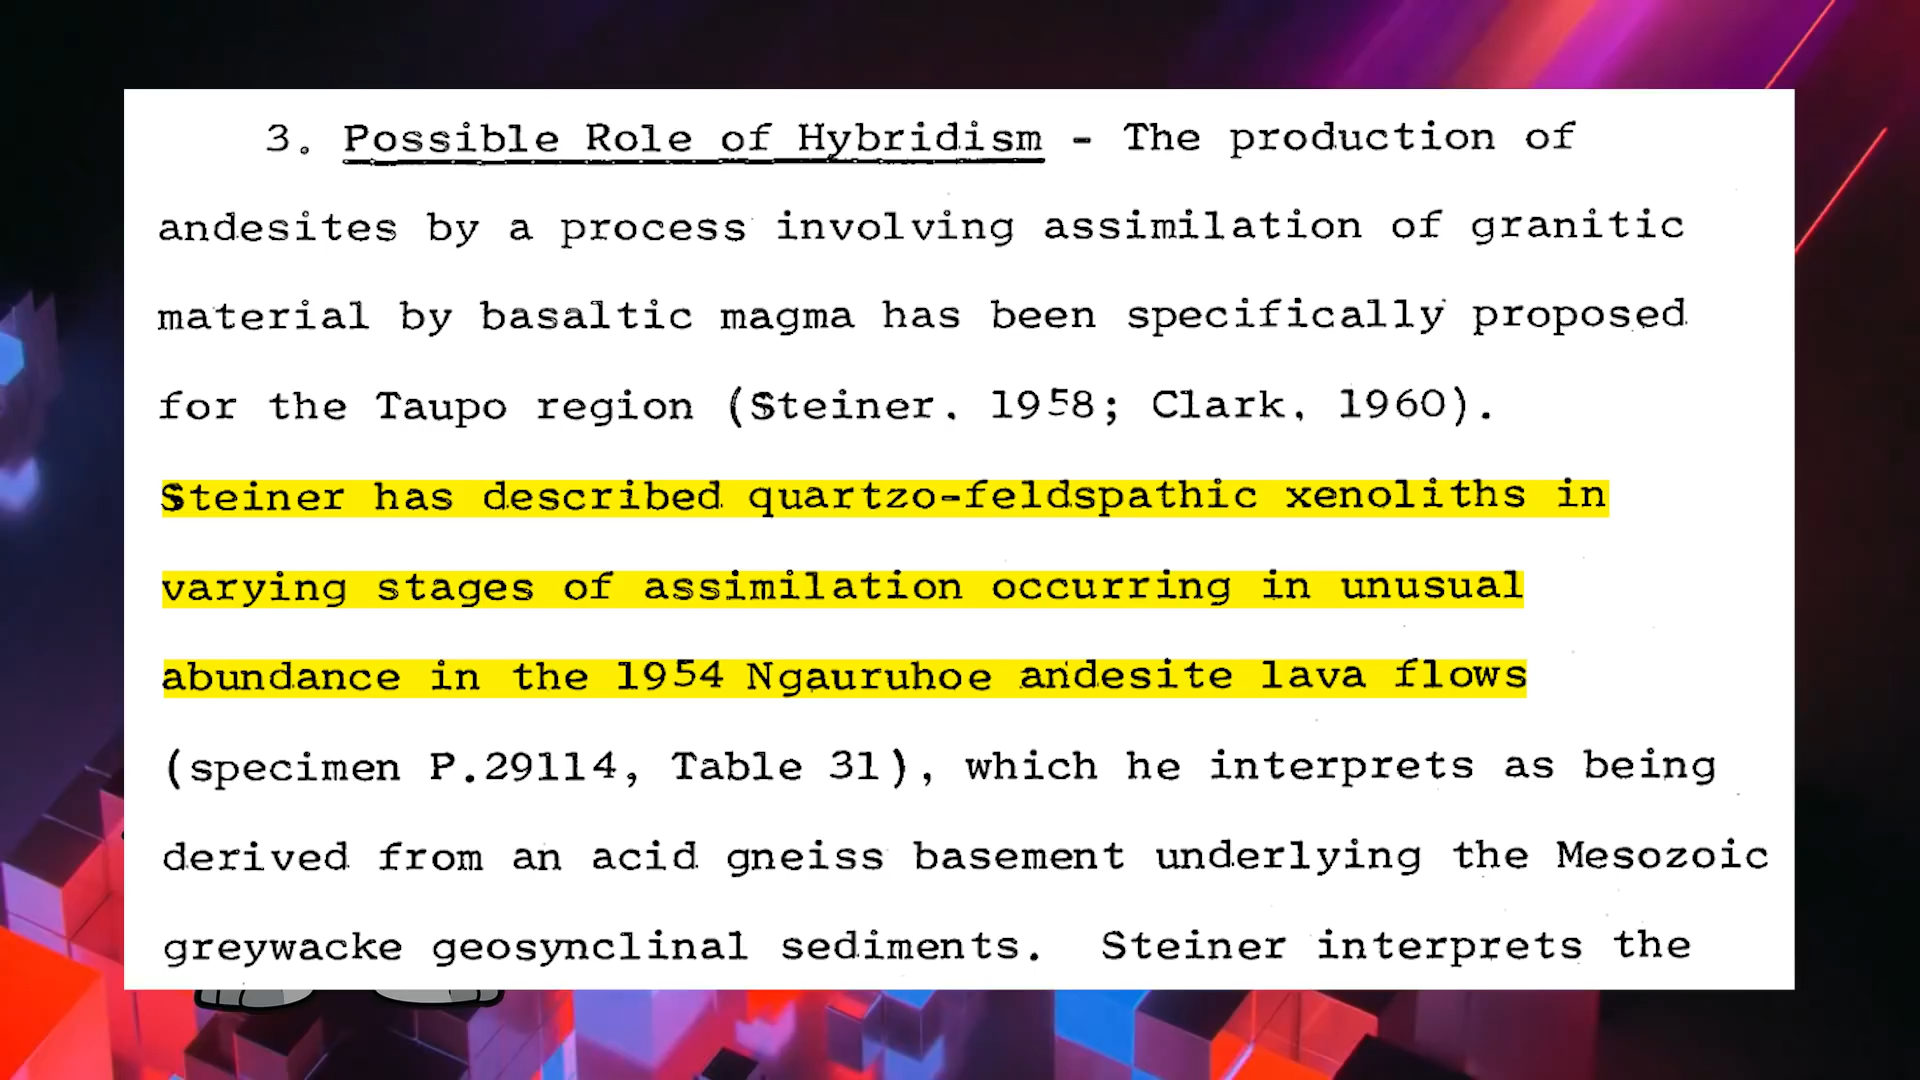 3. Possible Role of Hybridism - The production of
andesites by a process involving assimilation of granitic
material by basaltic magma has been specifically proposed
for the Taupo region (Steiner. 1958; Clark, 1960).
Steiner has described quartzo-feldspathic xenoliths in
varying stages of assimilation occurring in unusual
abundance in the 1954 Ngauruhoe andesite lava flows
(specimen P.29114, Table 31), which he interprets as being
derived from an acid gneiss basement underlying the Mesozoic
greywacke geosynclinal sediments. Steiner interprets the